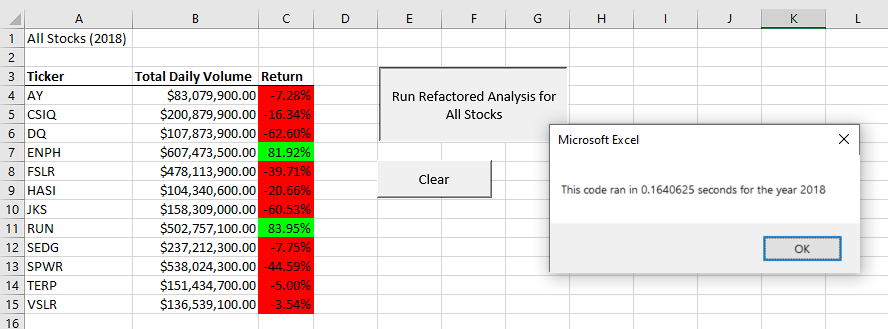 A B C D E F G H I J K L
1 All Stocks (2018)
2
3 Ticker Total Daily Volume Return
4 AY $83,079,900.00 -7.28%
5 CSIQ $200,879,900.00 -16.34%
6 DQ $107,873,900.00 -62.60%
7 ENPH $607,473,500.00 81.92%
8 FSLR $478,113,900.00 -39.71%
9 HASI $104,340,600.00 -20.66%
10 JKS $158,309,000.00 -60.53%
11 RUN $502,757,100.00 83.95%
12 SEDG $237,212,300.00 -7.75%
13 SPWR $538,024,300.00 -44.59%
14 TERP $151,434,700.00 -5.00%
15 VSLR $136,539,100.00 -3.54%
16
Run Refactored Analysis for
All Stocks
Clear
Microsoft Excel
This code ran in 0.1640625 seconds for the year 2018
OK